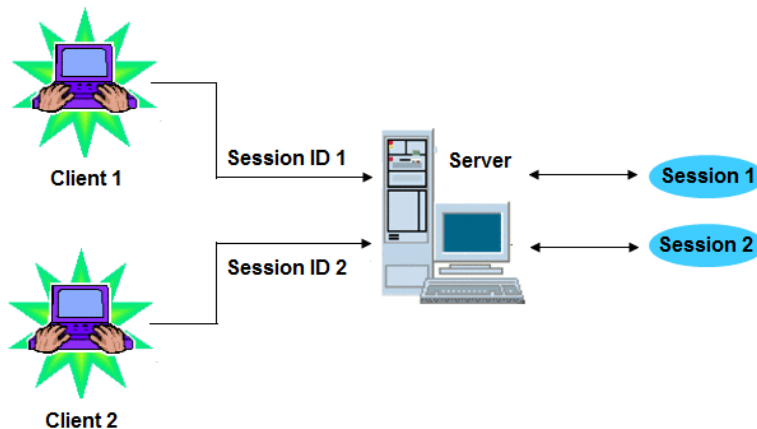 Client 1
Session ID 1
Server
Session 1
Session 2
Session ID 2
Client 2